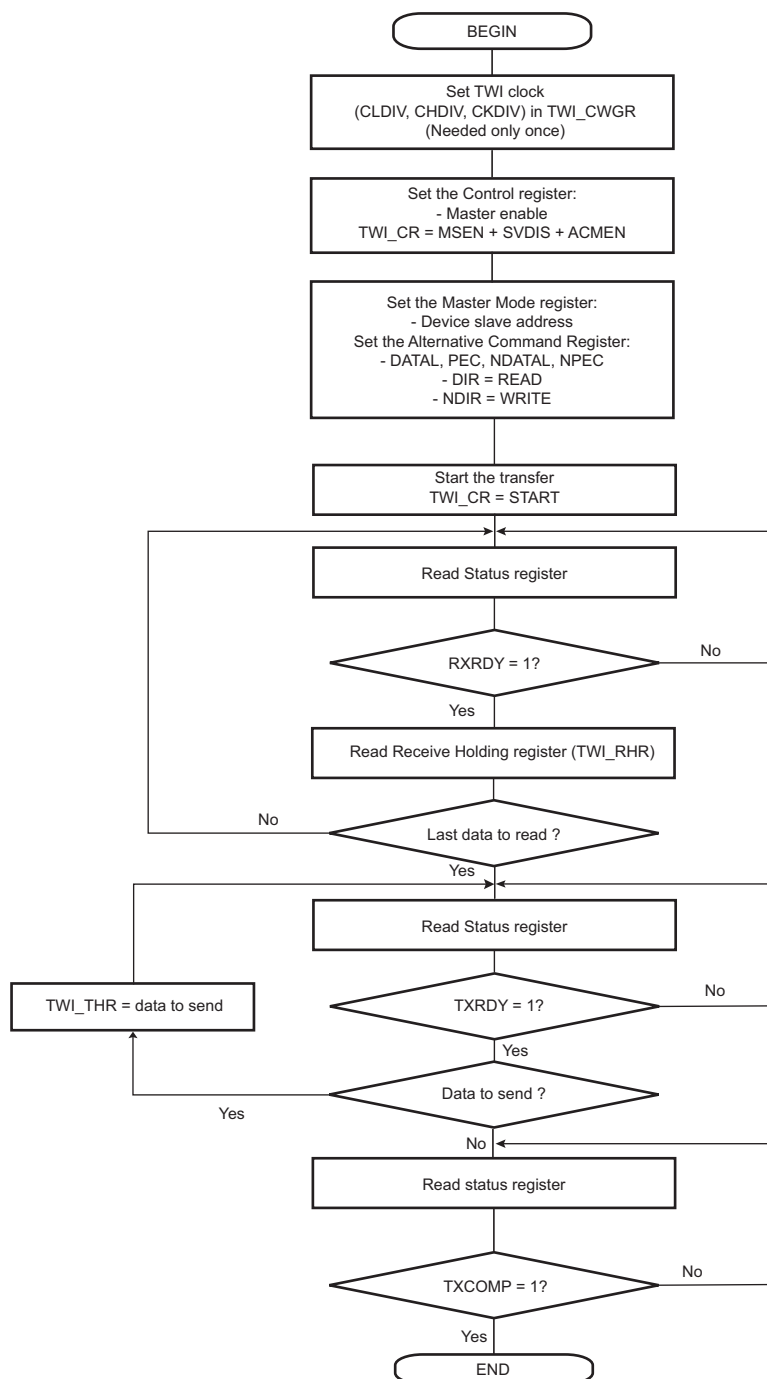 BEGIN
Set TWI clock
(CLDIV, CHDIV, CKDIV) in TWI_CWGR
(Needed only once)
Set the Control register:
- Master enable
TWI_CR = MSEN + SVDIS + ACMEN
Set the Master Mode register:
- Device slave address
Set the Alternative Command Register:
- DATAL, PEC, NDATAL, NPEC
- DIR = READ
- NDIR = WRITE
Start the transfer
TWI_CR = START
Read Status register
RXRDY = 1?
No
Yes
Read Receive Holding register (TWI_RHR)
No
Last data to read ?
Yes
Read Status register
TWI_THR = data to send
TXRDY = 1?
No
Yes
Data to send ?
Yes
No
Read status register
TXCOMP = 1?
No
Yes
END